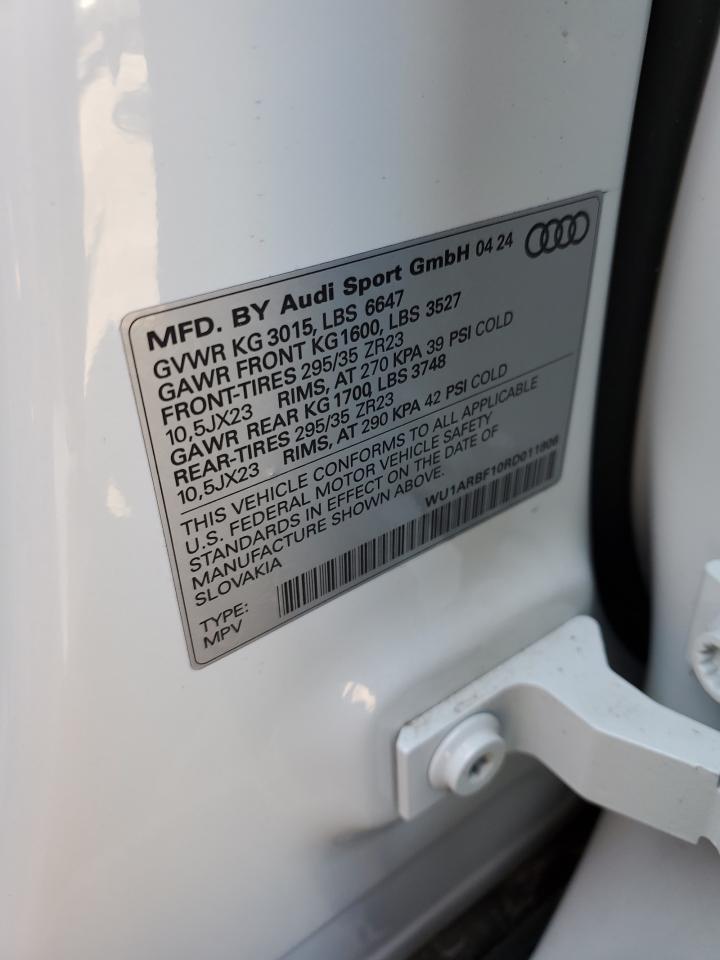 MFD. BY Audi Sport GmbH 04 24
GVWR KG 3015, LBS 6647
GAWR FRONT KG 1600, LBS 3527
FRONT-TIRES 295/35 ZR23
10,5JX23 RIMS, AT 270 KPA 39 PSI COLD
GAWR REAR KG 1700, LBS 3748
REAR-TIRES 295/35 ZR23
10,5JX23 RIMS, AT 290 KPA 42 PSI COLD
THIS VEHICLE CONFORMS TO ALL APPLICABLE
U.S. FEDERAL MOTOR VEHICLE SAFETY
STANDARDS IN EFFECT ON THE DATE OF
MANUFACTURE SHOWN ABOVE.
SLOVAKIA
WU1ARBF10RD011806
TYPE:
MPV